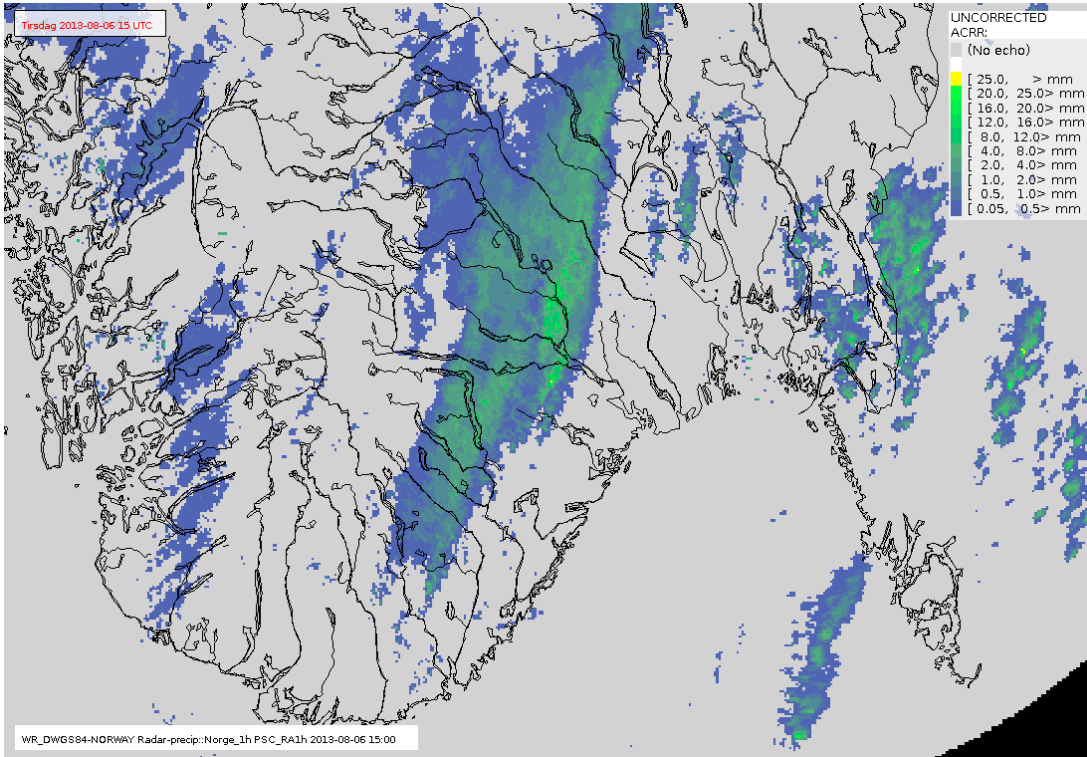 Tirsdag 2013-08-06 15 UTC
UNCORRECTED
ACRR:
(No echo)
[ 25.0, > mm
[ 20.0, 25.0> mm
[ 16.0, 20.0> mm
[ 12.0, 16.0> mm
[ 8.0, 12.0> mm
[ 4.0, 8.0> mm
[ 2.0, 4.0> mm
[ 1.0, 2.0> mm
[ 0.5, 1.0> mm
[ 0.05, 0.5> mm
WR_DWGS84-NORWAY Radar-precip::Norge_1h PSC_RA1h 2013-08-06 15:00